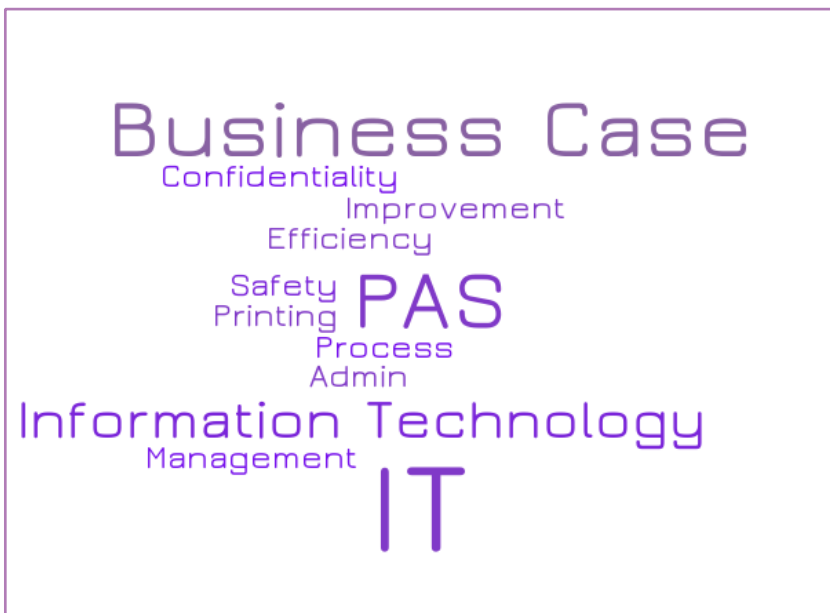 Business Case
Confidentiality
Improvement
Efficiency
Safety
PAS
Printing
Process
Admin
Information Technology
Management
IT